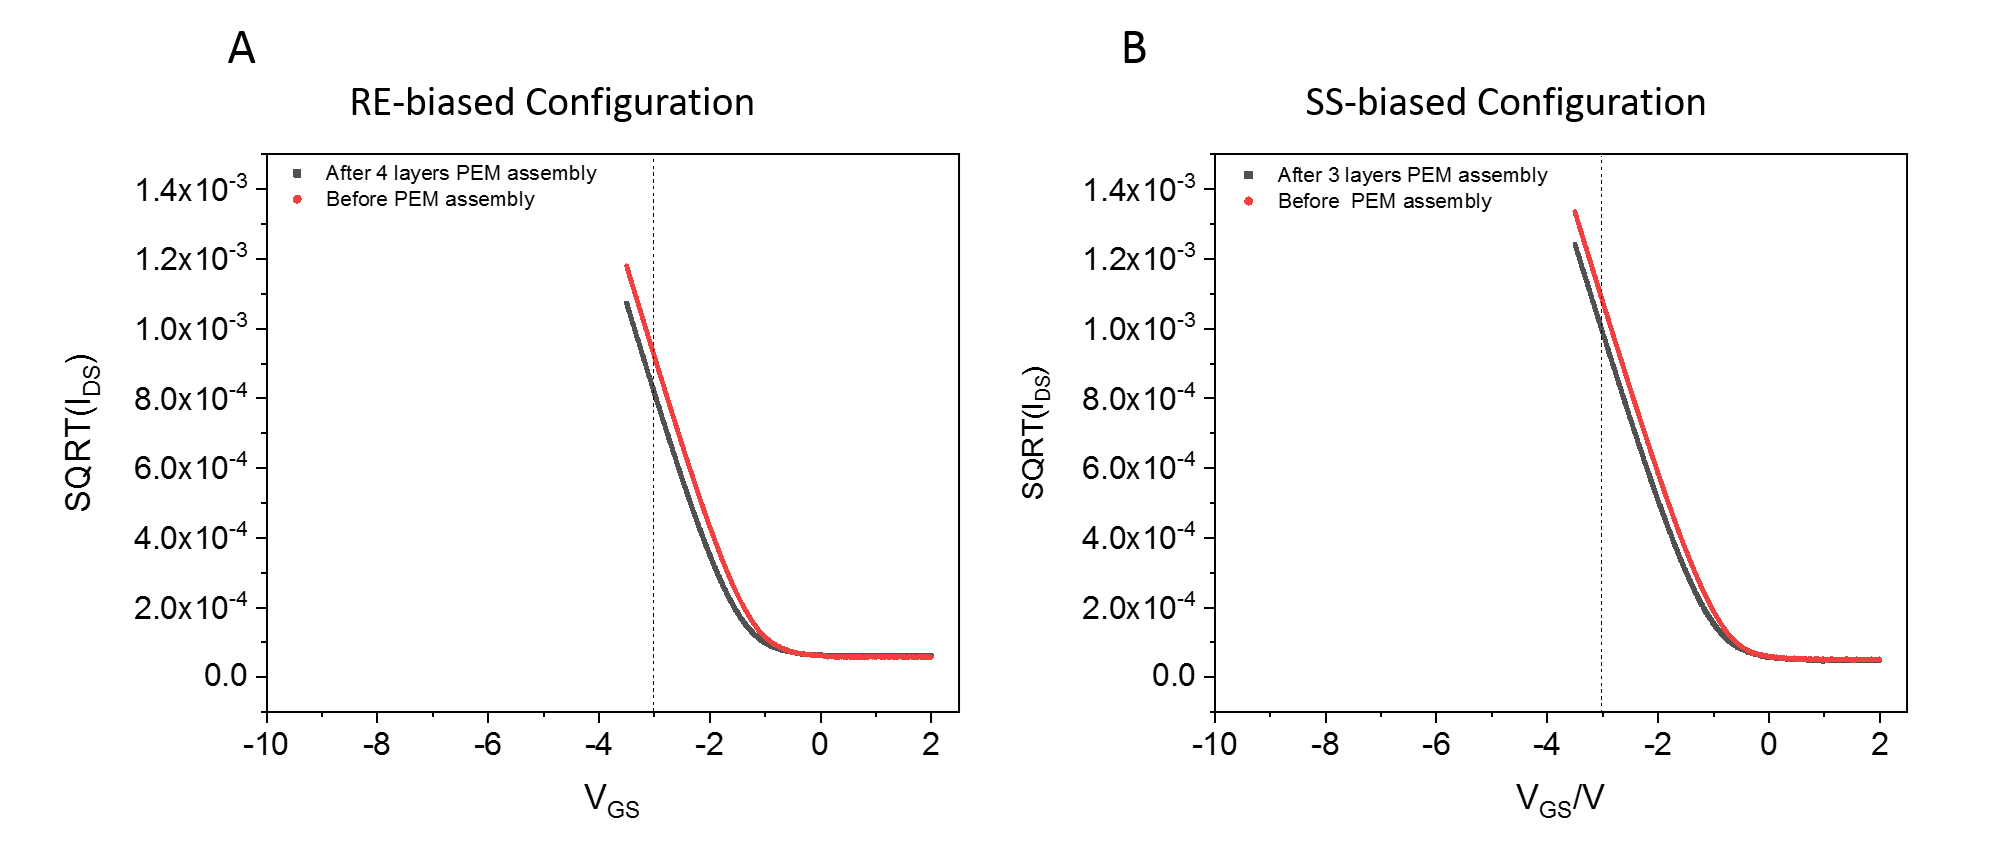 A
RE-biased Configuration
After 4 layers PEM assembly
Before PEM assembly
1.4x10-3
1.2x10-3
1.0x10-3
8.0x10-4
6.0x10-4
4.0x10-4
2.0x10-4
0.0
SQRT(IDS)
-10 -8 -6 -4 -2 0 2
VGS
B
SS-biased Configuration
After 3 layers PEM assembly
Before  PEM assembly
1.4x10-3
1.2x10-3
1.0x10-3
8.0x10-4
6.0x10-4
4.0x10-4
2.0x10-4
0.0
SQRT(IDS)
-10 -8 -6 -4 -2 0 2
VGS/V